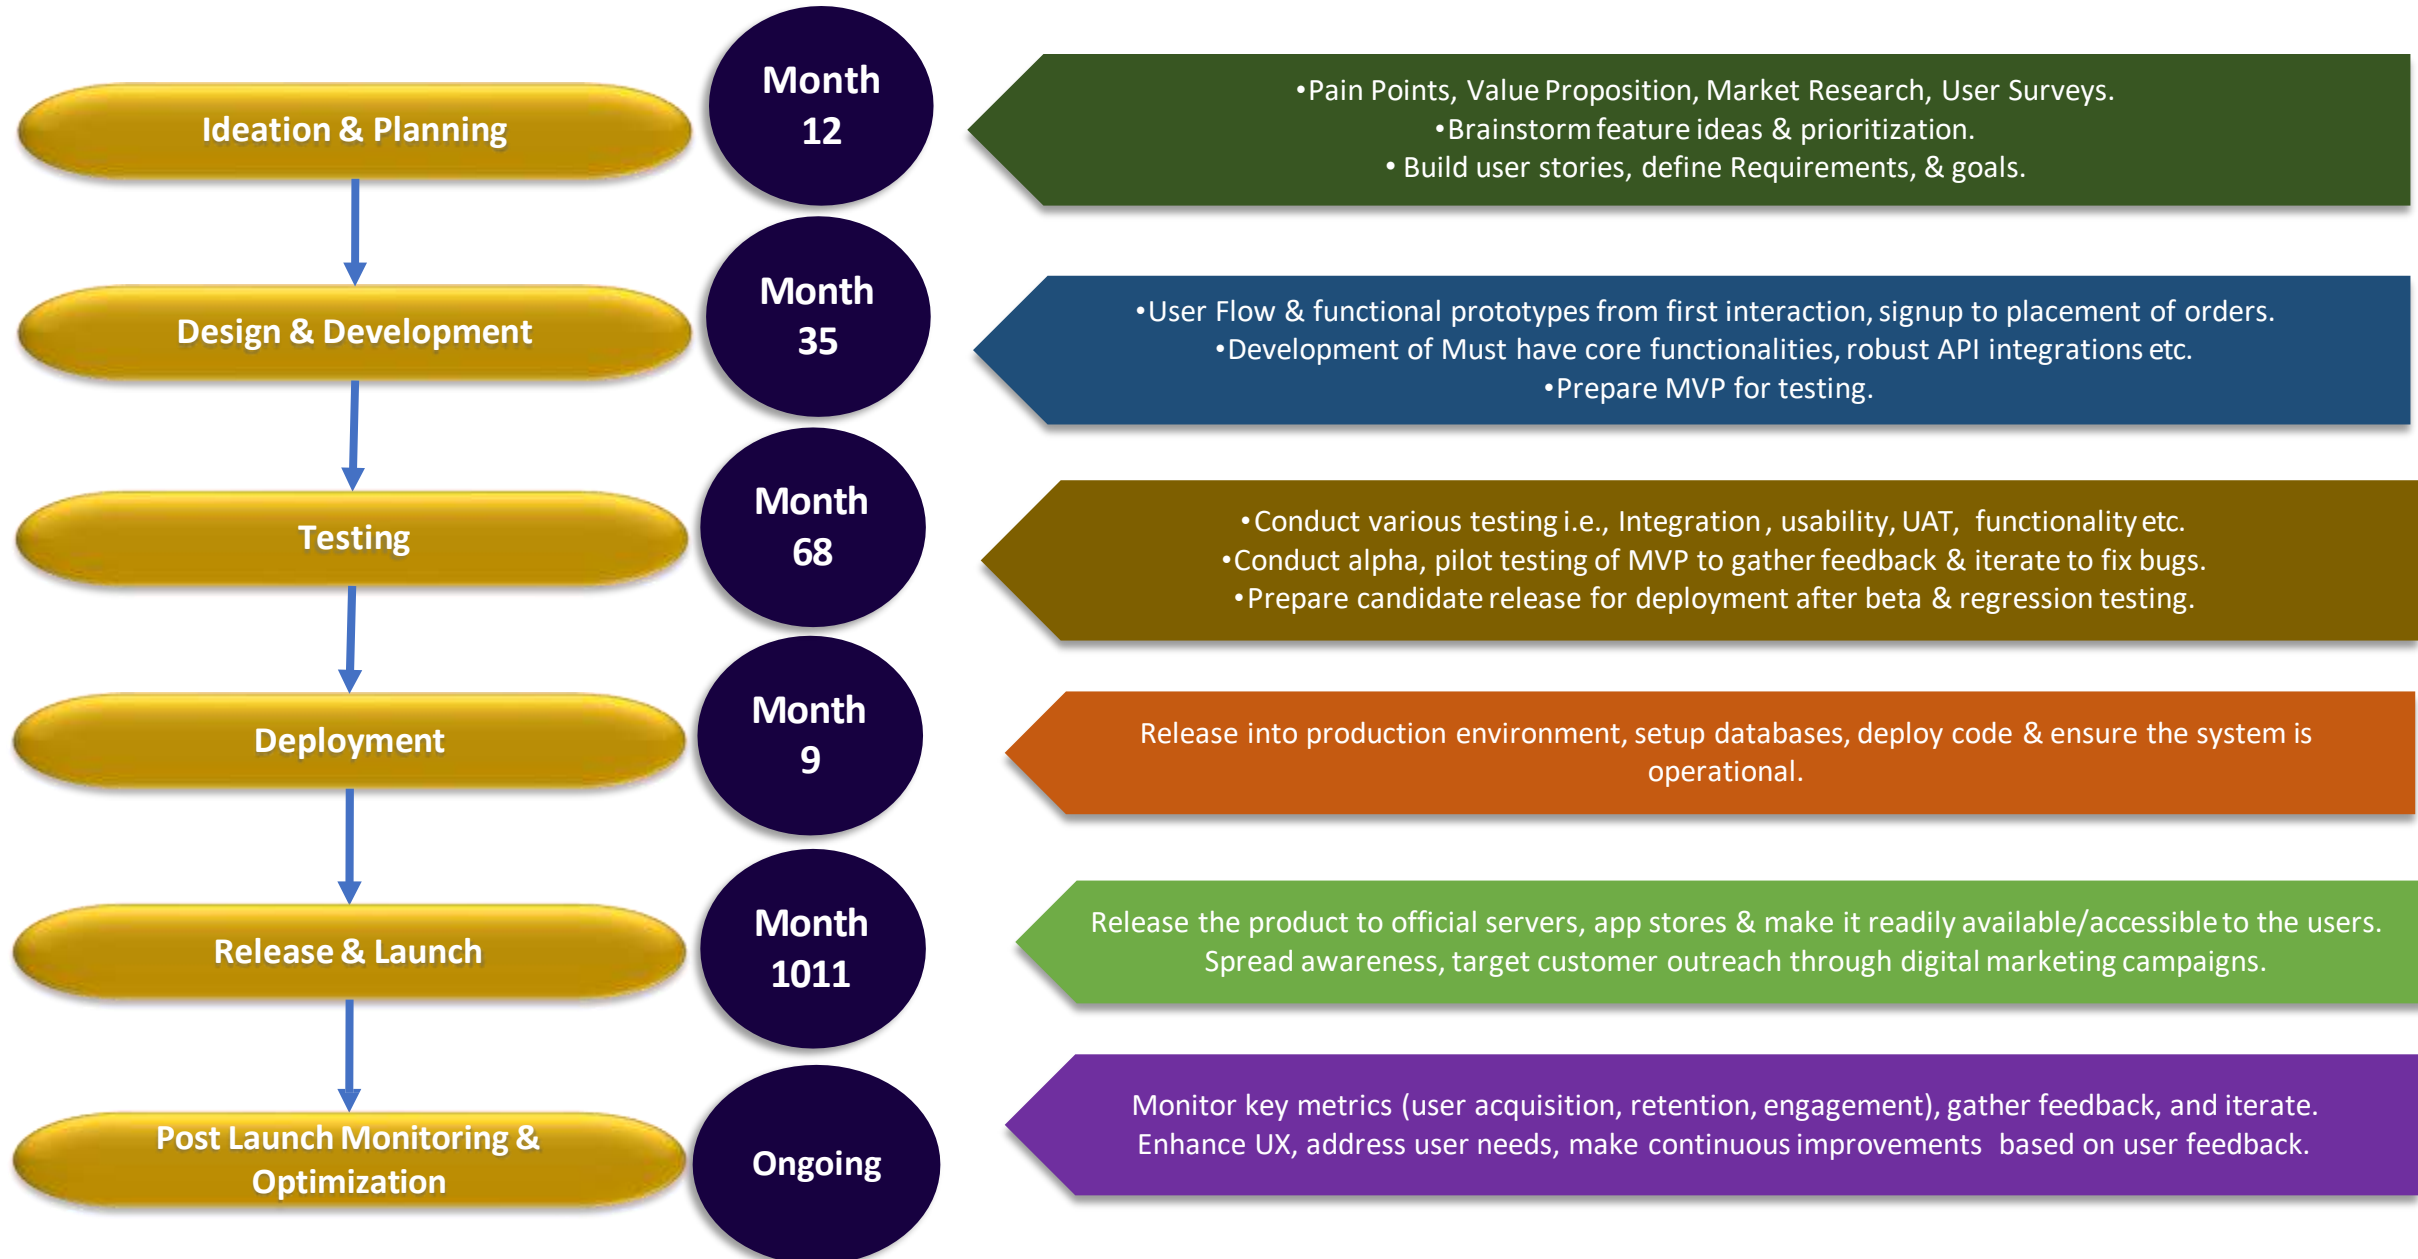 Ideation & Planning
Month
12
•Pain Points, Value Proposition, Market Research, User Surveys.
•Brainstorm feature ideas & prioritization.
• Build user stories, define Requirements, & goals.
Design & Development
Month
35
•User Flow & functional prototypes from first interaction, signup to placement of orders.
•Development of Must have core functionalities, robust API integrations etc.
•Prepare MVP for testing.
Testing
Month
68
•Conduct various testing i.e., Integration , usability, UAT,  functionality etc.
•Conduct alpha, pilot testing of MVP to gather feedback & iterate to fix bugs.
•Prepare candidate release for deployment after beta & regression testing.
Deployment
Month
9
Release into production environment, setup databases, deploy code & ensure the system is
operational.
Release & Launch
Month
1011
Release the product to official servers, app stores & make it readily available/accessible to the users.
Spread awareness, target customer outreach through digital marketing campaigns.
Post Launch Monitoring &
Optimization
Ongoing
Monitor key metrics (user acquisition, retention, engagement), gather feedback, and iterate.
Enhance UX, address user needs, make continuous improvements  based on user feedback.